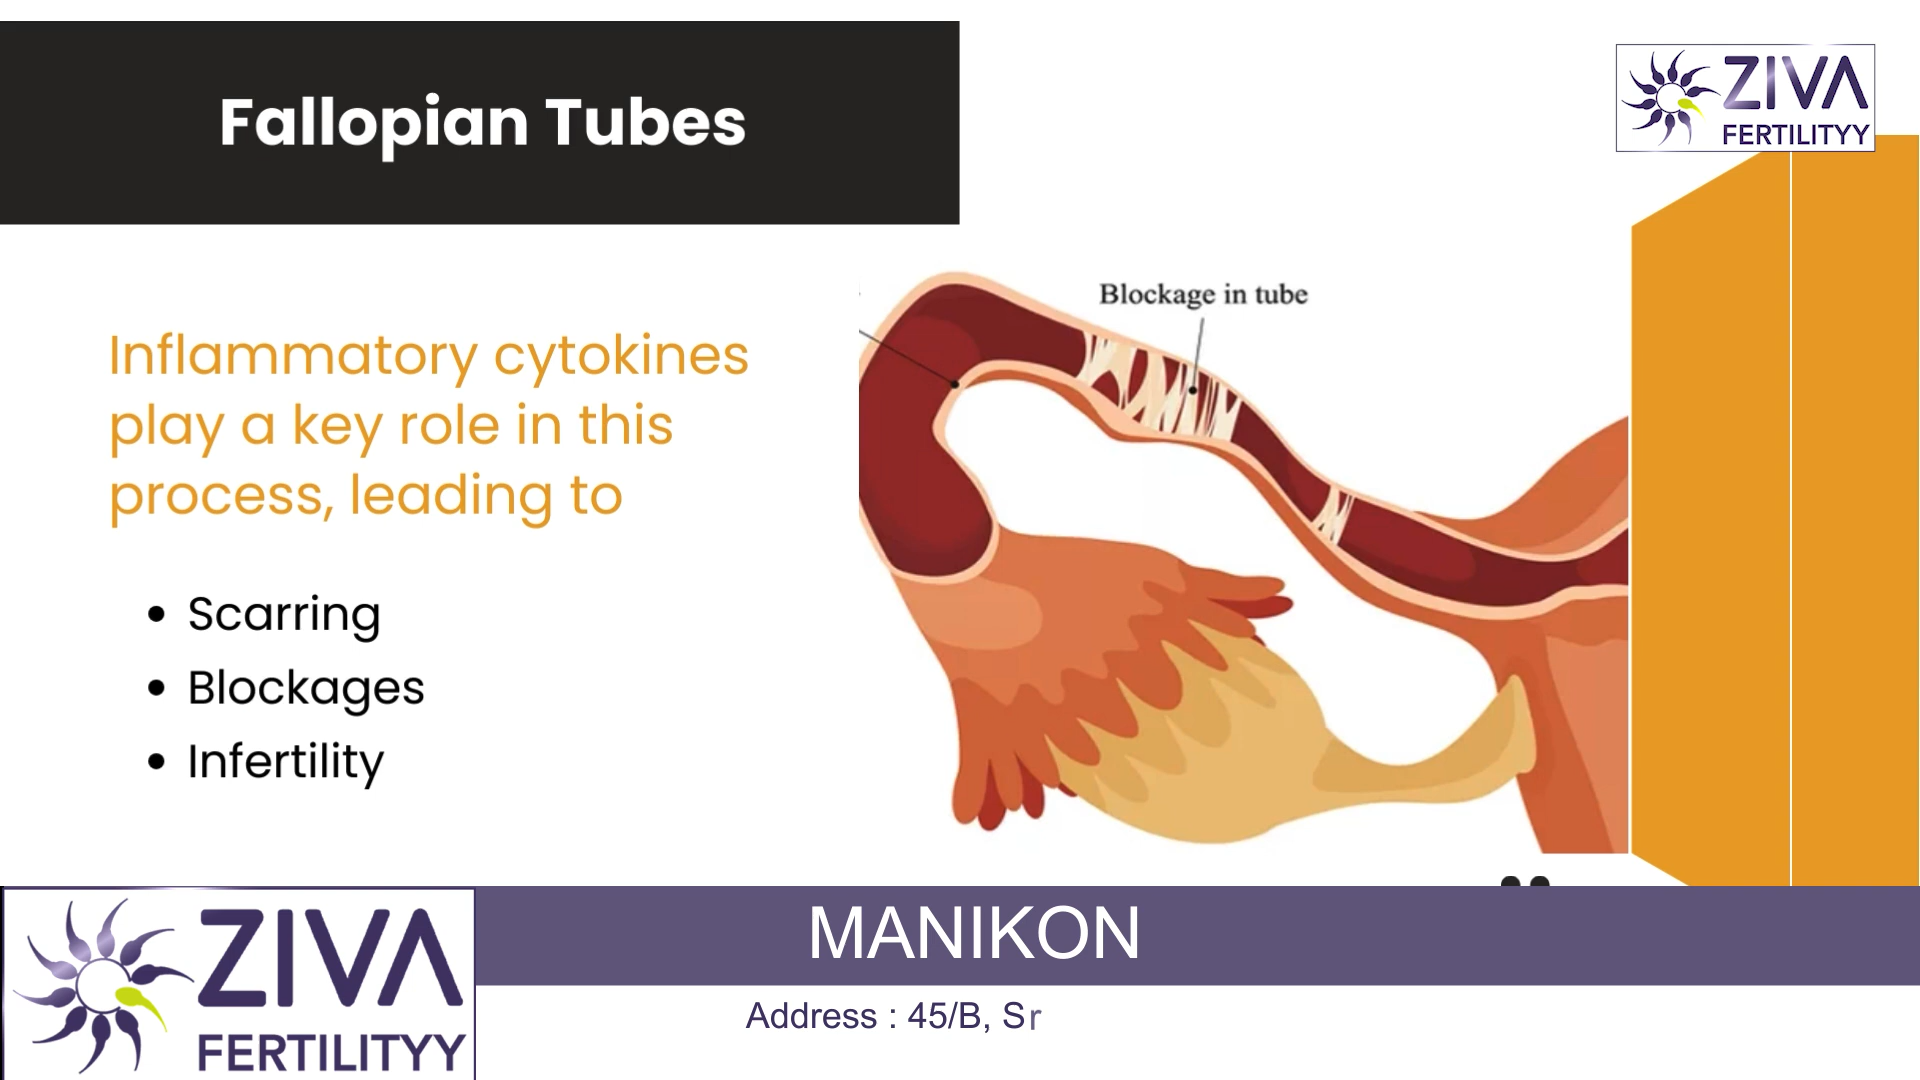 Fallopian Tubes
ZIVA
FERTILITYY
Blockage in tube
Inflammatory cytokines
play a key role in this
process, leading to
• Scarring
• Blockages
• Infertility
ZIVA
FERTILITYY
MANIKON
Address : 45/B, Sr